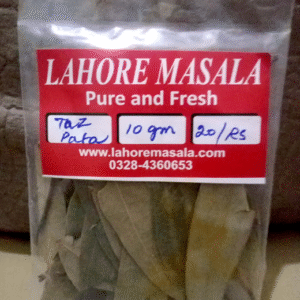 LAHORE MASALA
Pure and Fresh
Taz Pata 10 gm 20/Rs
www.lahoremasala.com
0328-4360653